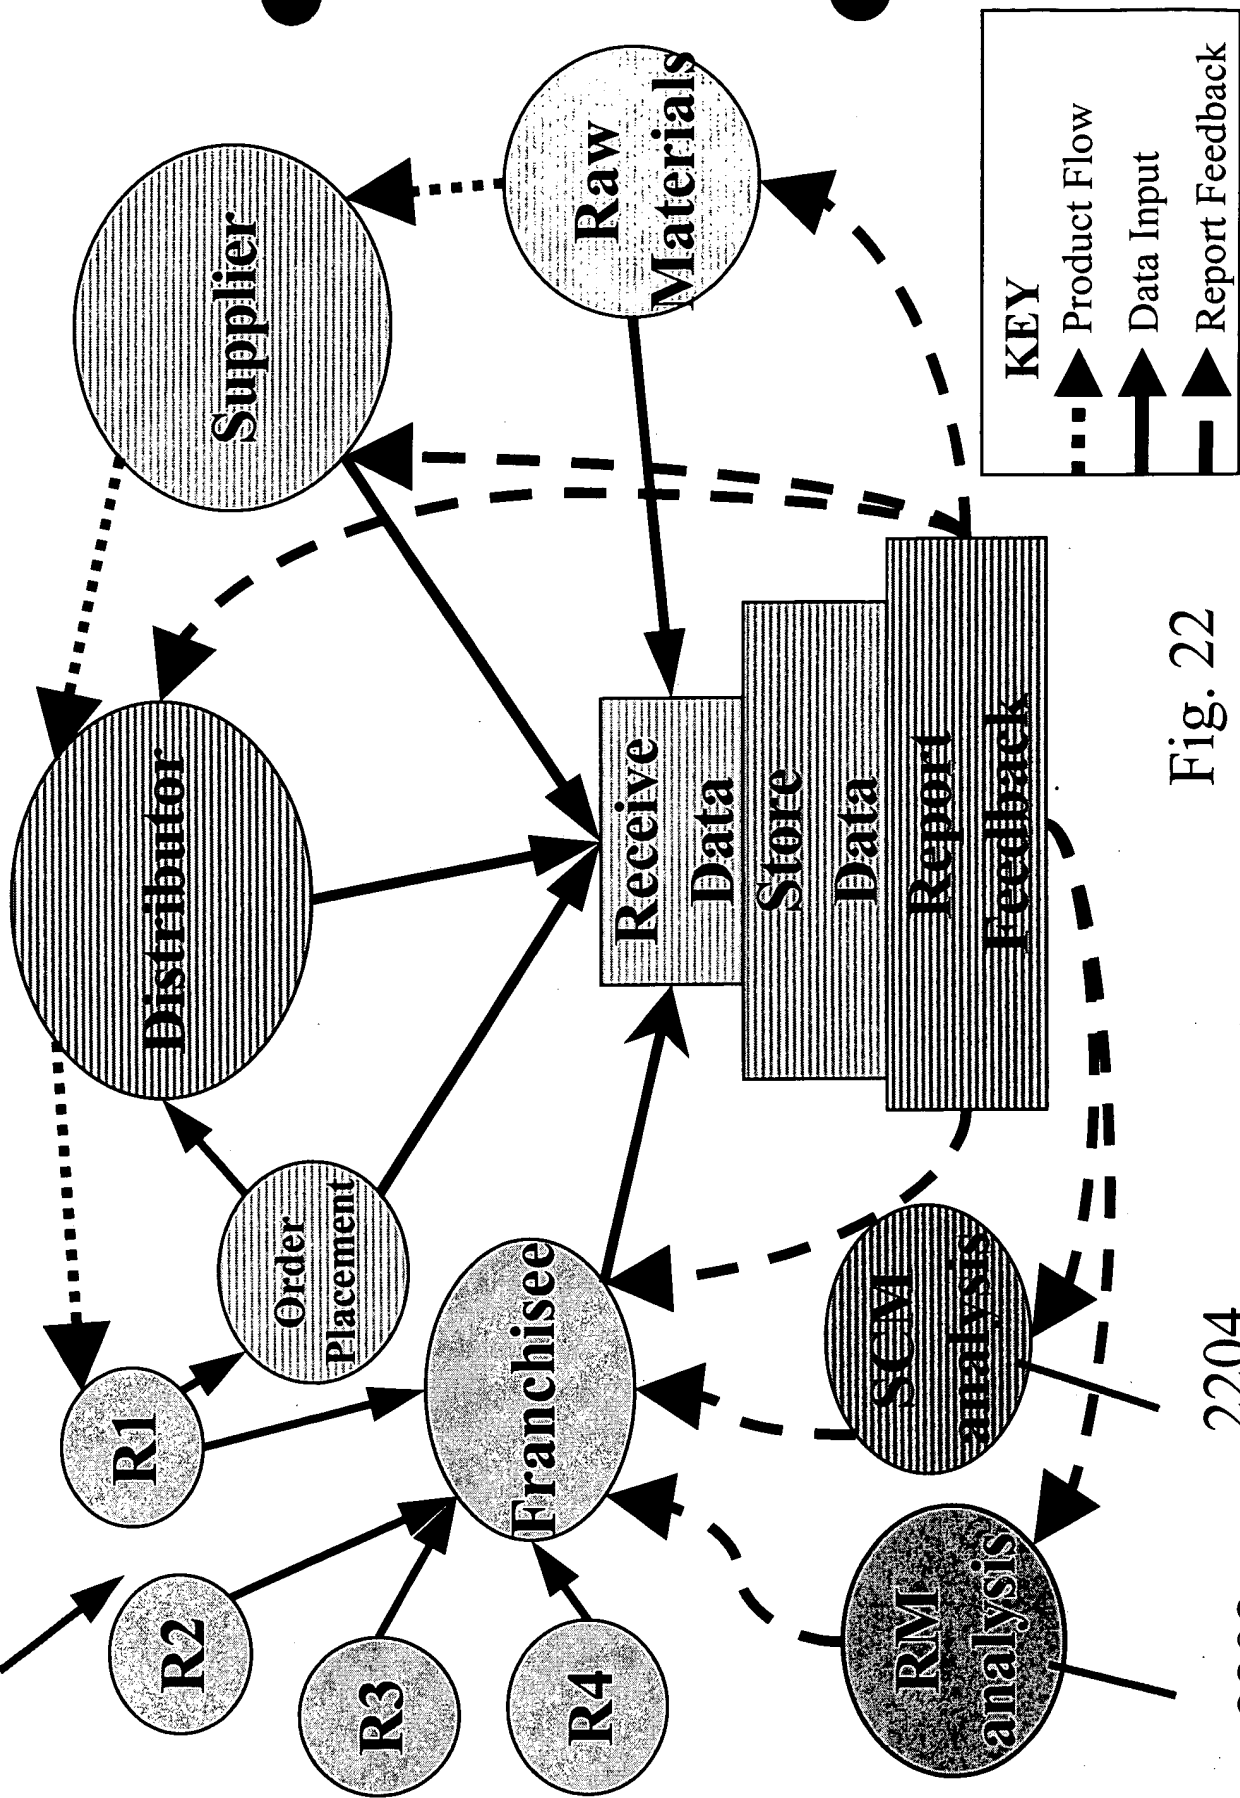 R1
R2
R3
R4
Order
Placement
Franchisee
Distributor
Supplier
Raw
Materials
Receive
Data
Store
Data
Report
Feedback
RM
analysis
SCM
analysis
2204
KEY
Product Flow
Data Input
Report Feedback
Fig. 22